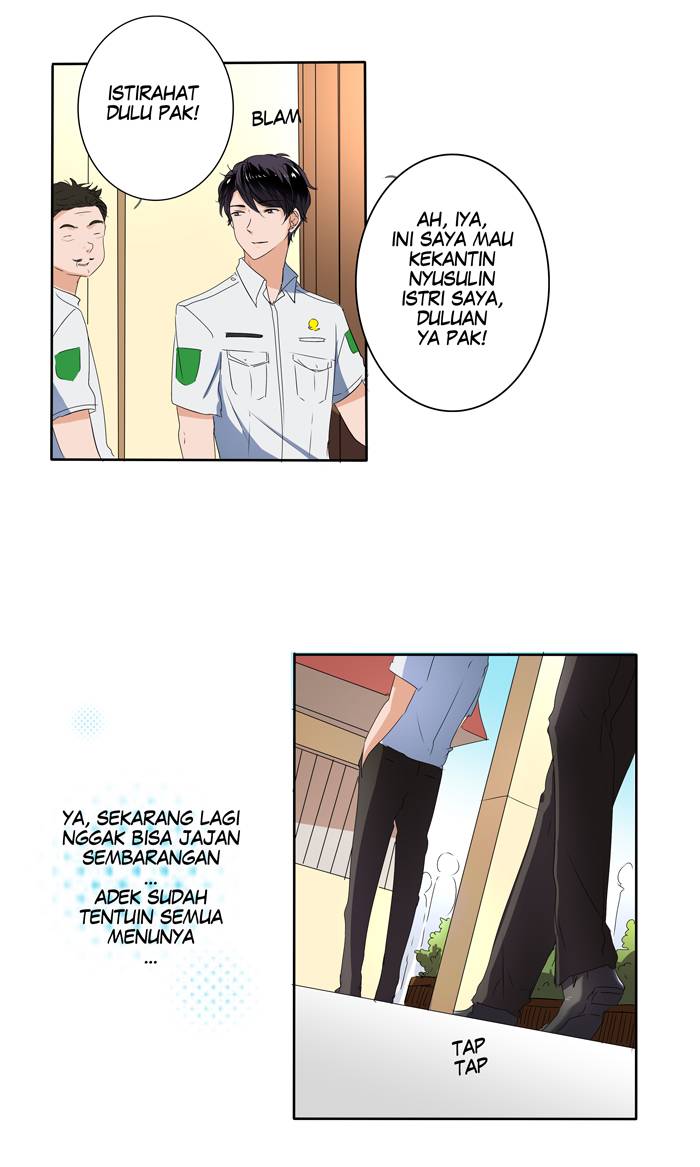 ISTIRAHAT
DULU PAK!
BLAM
AH, IYA,
INI SAYA MAU
KEKANTIN
NYUSULIN
ISTRI SAYA,
DULUAN
YA PAK!
YA, SEKARANG LAGI
NGGAK BISA JAJAN
SEMBARANGAN
...
ADEK SUDAH
TENTUIN SEMUA
MENUNYA
...
TAP
TAP